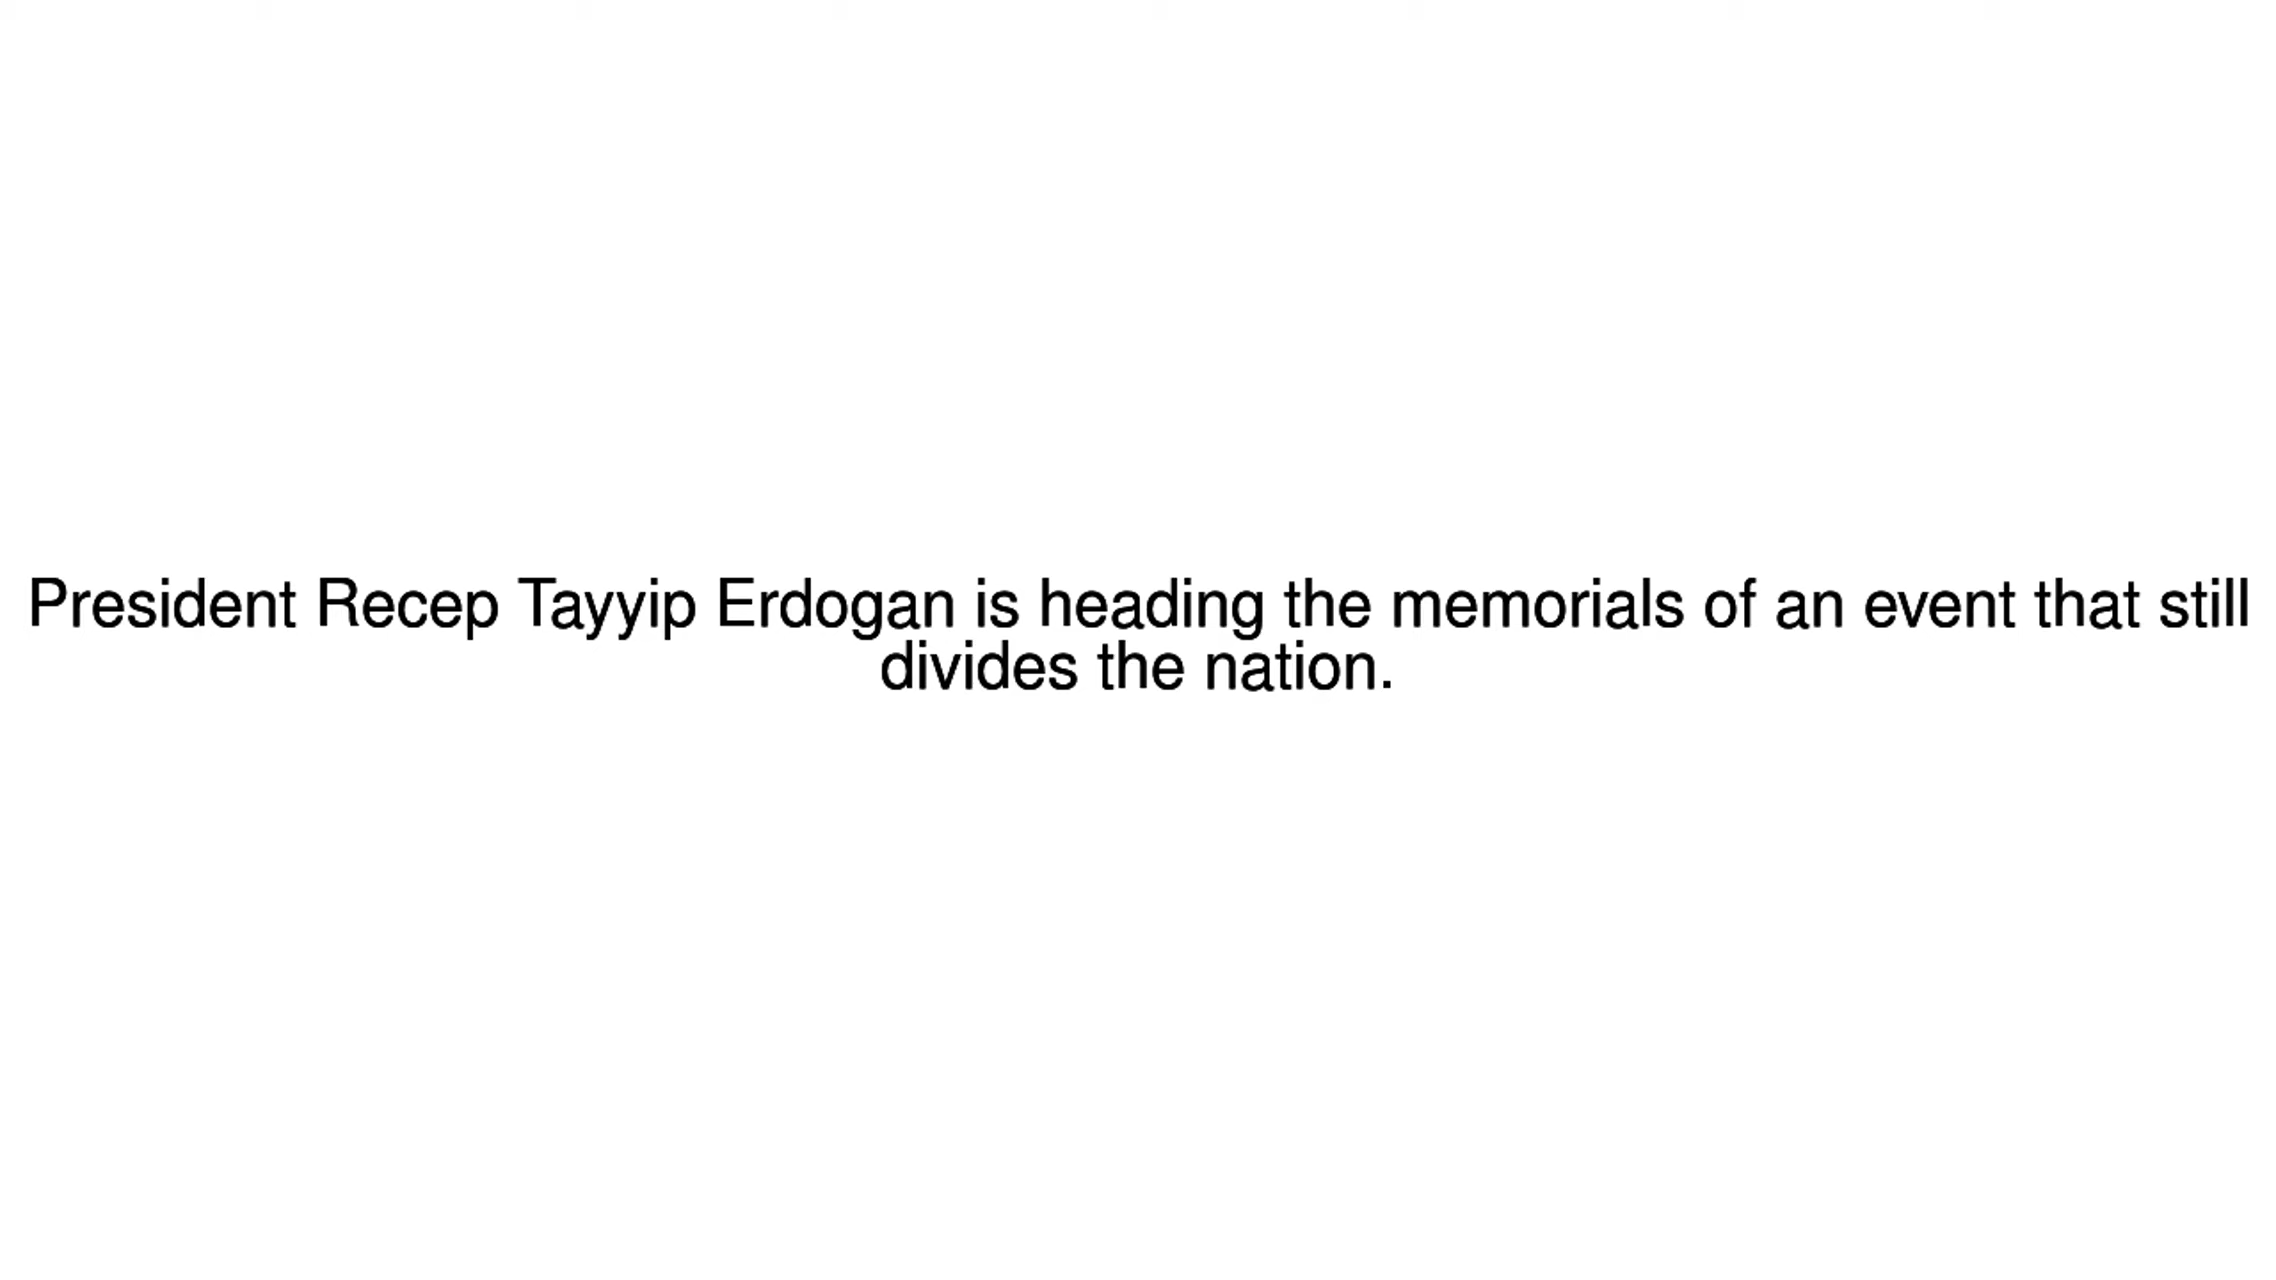 President Recep Tayyip Erdogan is heading the memorials of an event that still
divides the nation.